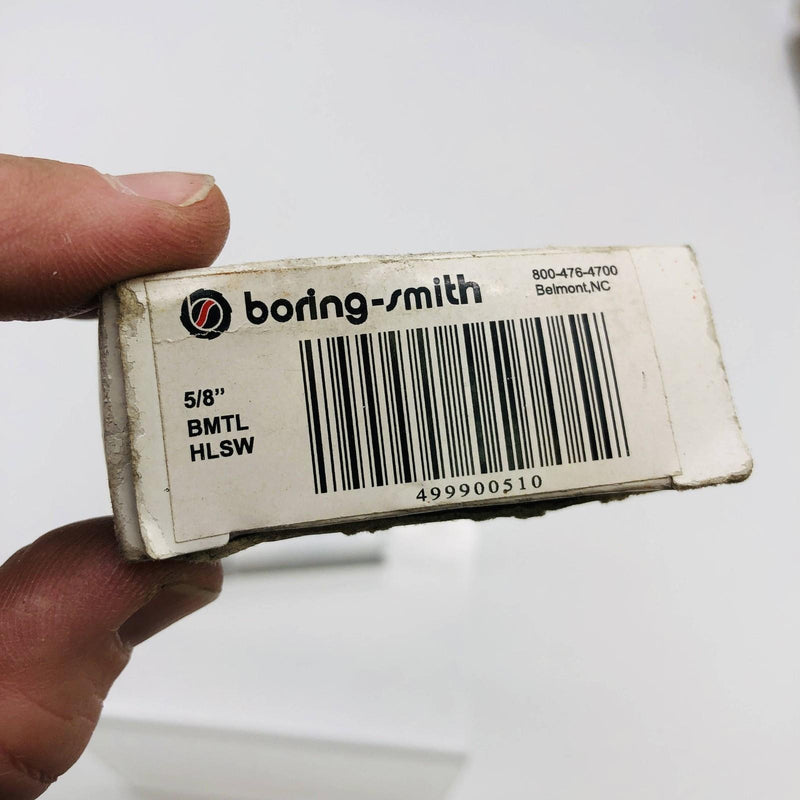 boring-smith
800-476-4700
Belmont,NC
5/8"
BMTL
HLSW
499900510